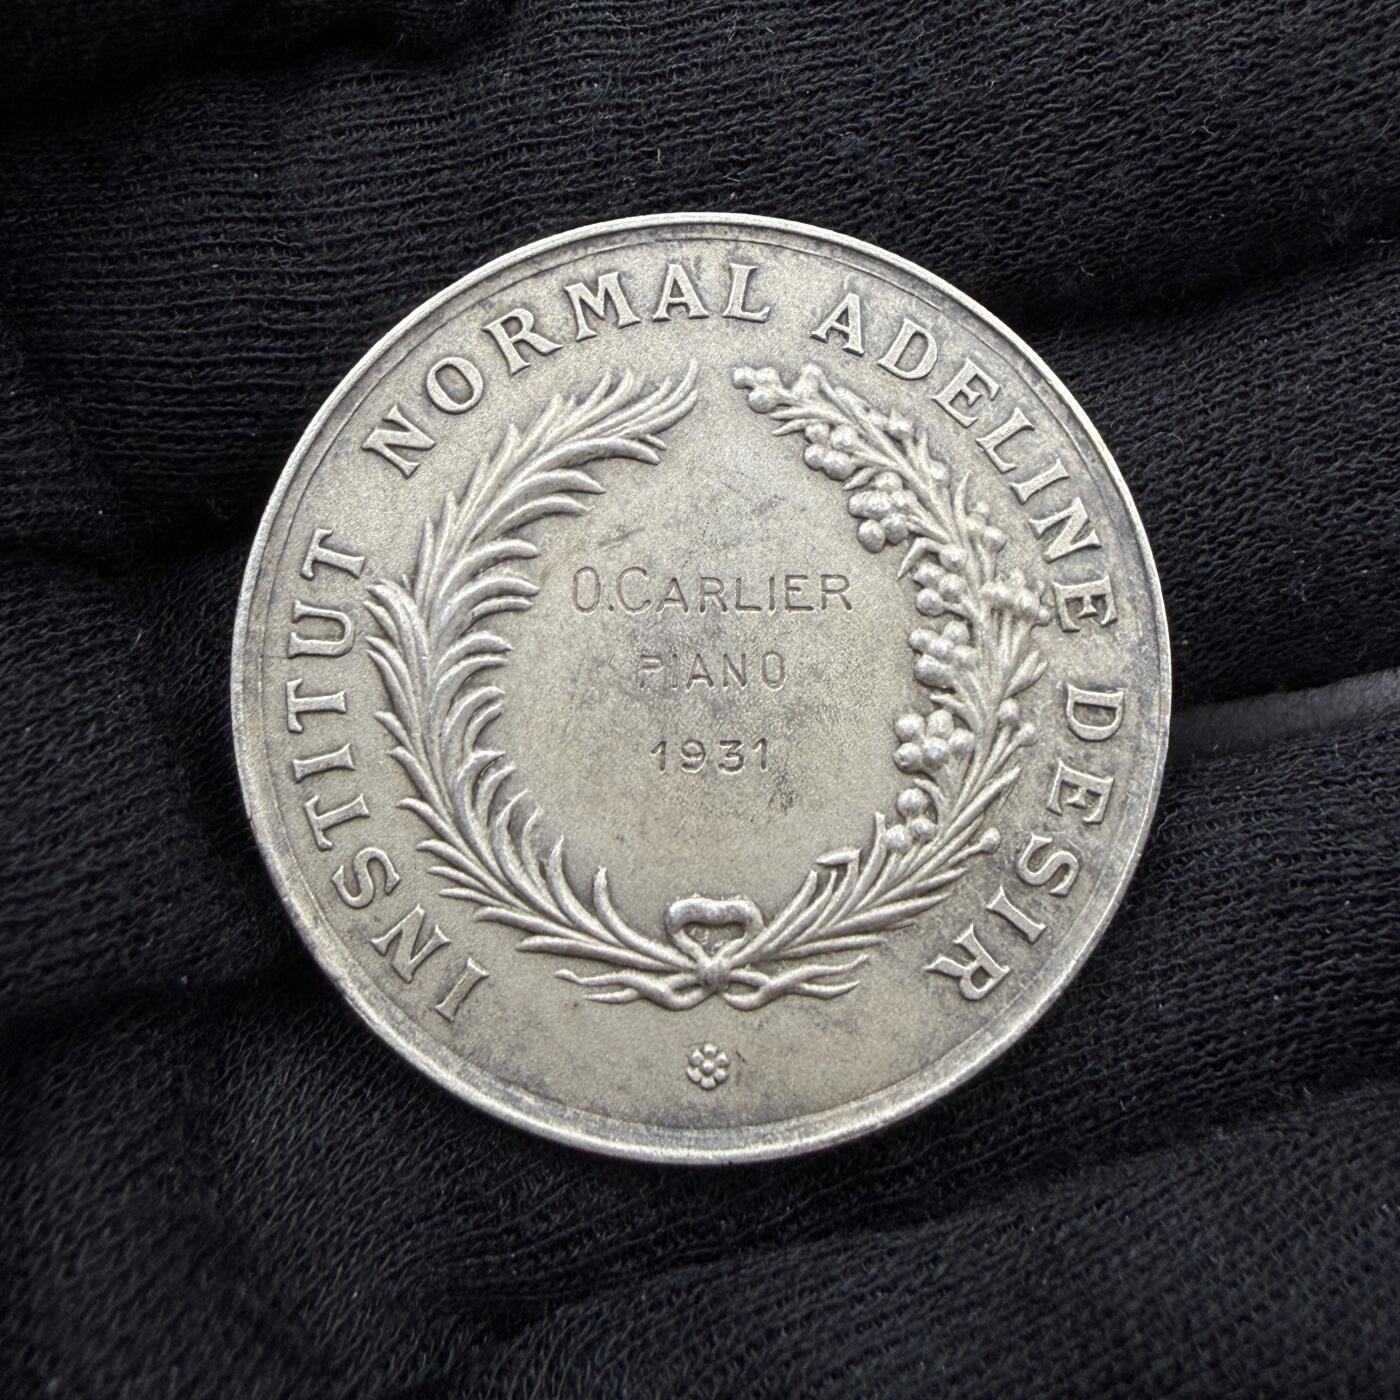 INSTITUT NORMAL ADELINE DESIR
O. CARLIER
PIANO
1931